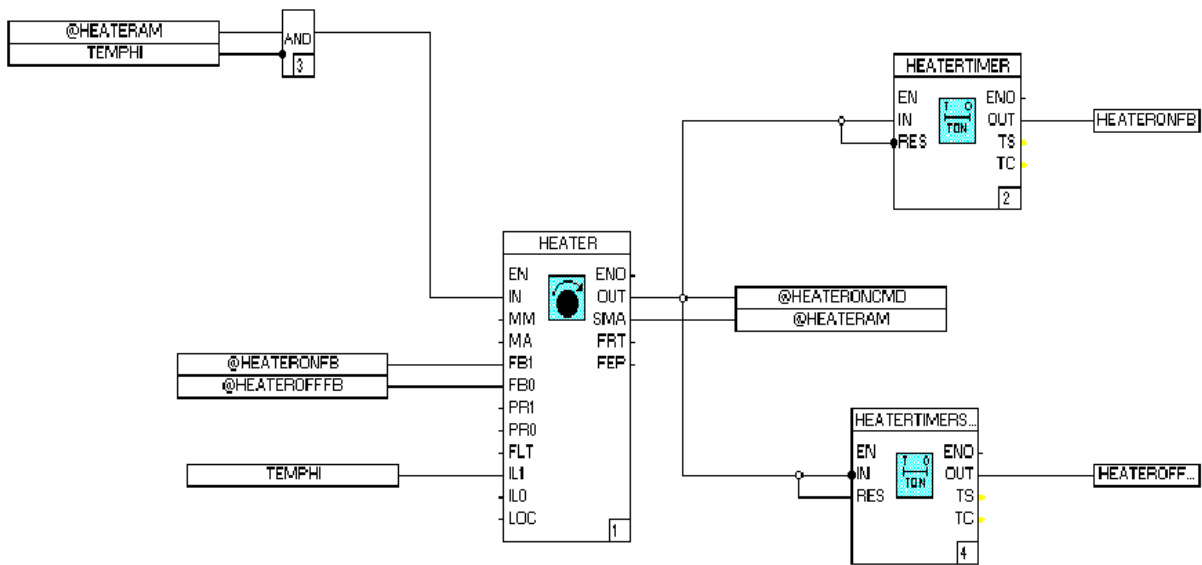 @HEATERAM
TEMPHI
AND
3
HEATERTIMER
EN ENO
IN OUT
RES TS
TC
T O
TON
2
HEATERONFB
HEATER
EN ENO
IN OUT
MM SMA
MA FRT
FB1 FEP
FB0
PR1
PR0
FLT
IL1
IL0
LOC
1
@HEATERONFB
@HEATEROFFFB
TEMPHI
@HEATERONCMD
@HEATERAM
HEATERTIMERS...
EN ENO
IN OUT
RES TS
TC
T O
TON
4
HEATEROFF...